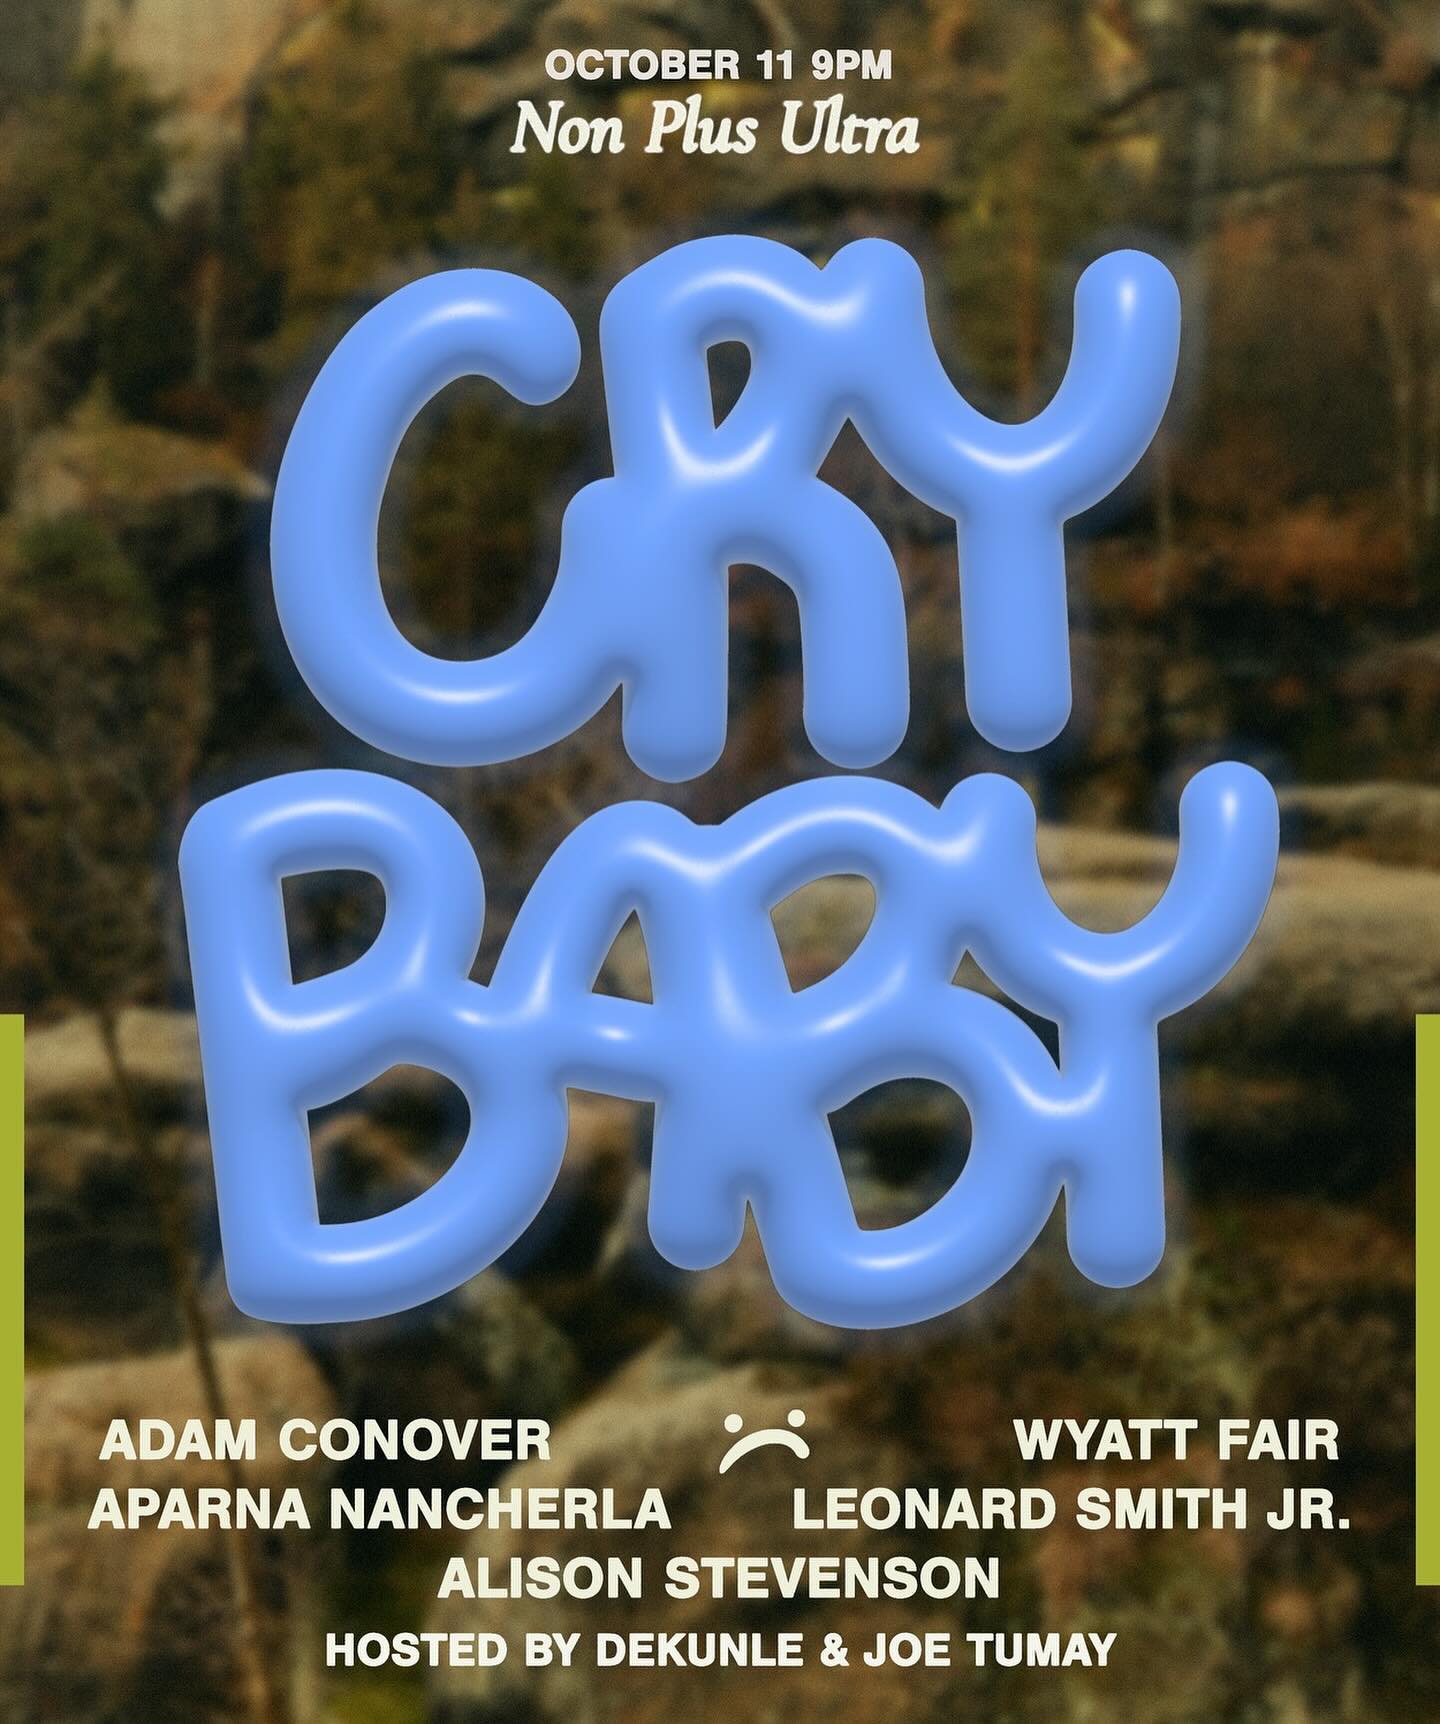 OCTOBER 11 9PM
Non Plus Ultra
CRY
BABY
ADAM CONOVER
WYATT FAIR
APARNA NANCHERLA
LEONARD SMITH JR.
ALISON STEVENSON
HOSTED BY DEKUNLE & JOE TUMAY